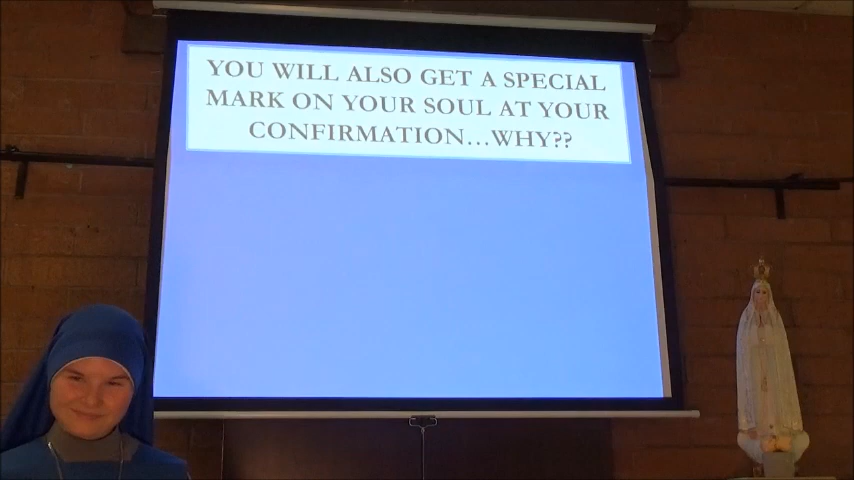 YOU WILL ALSO GET A SPECIAL
MARK ON YOUR SOUL AT YOUR
CONFIRMATION...WHY??